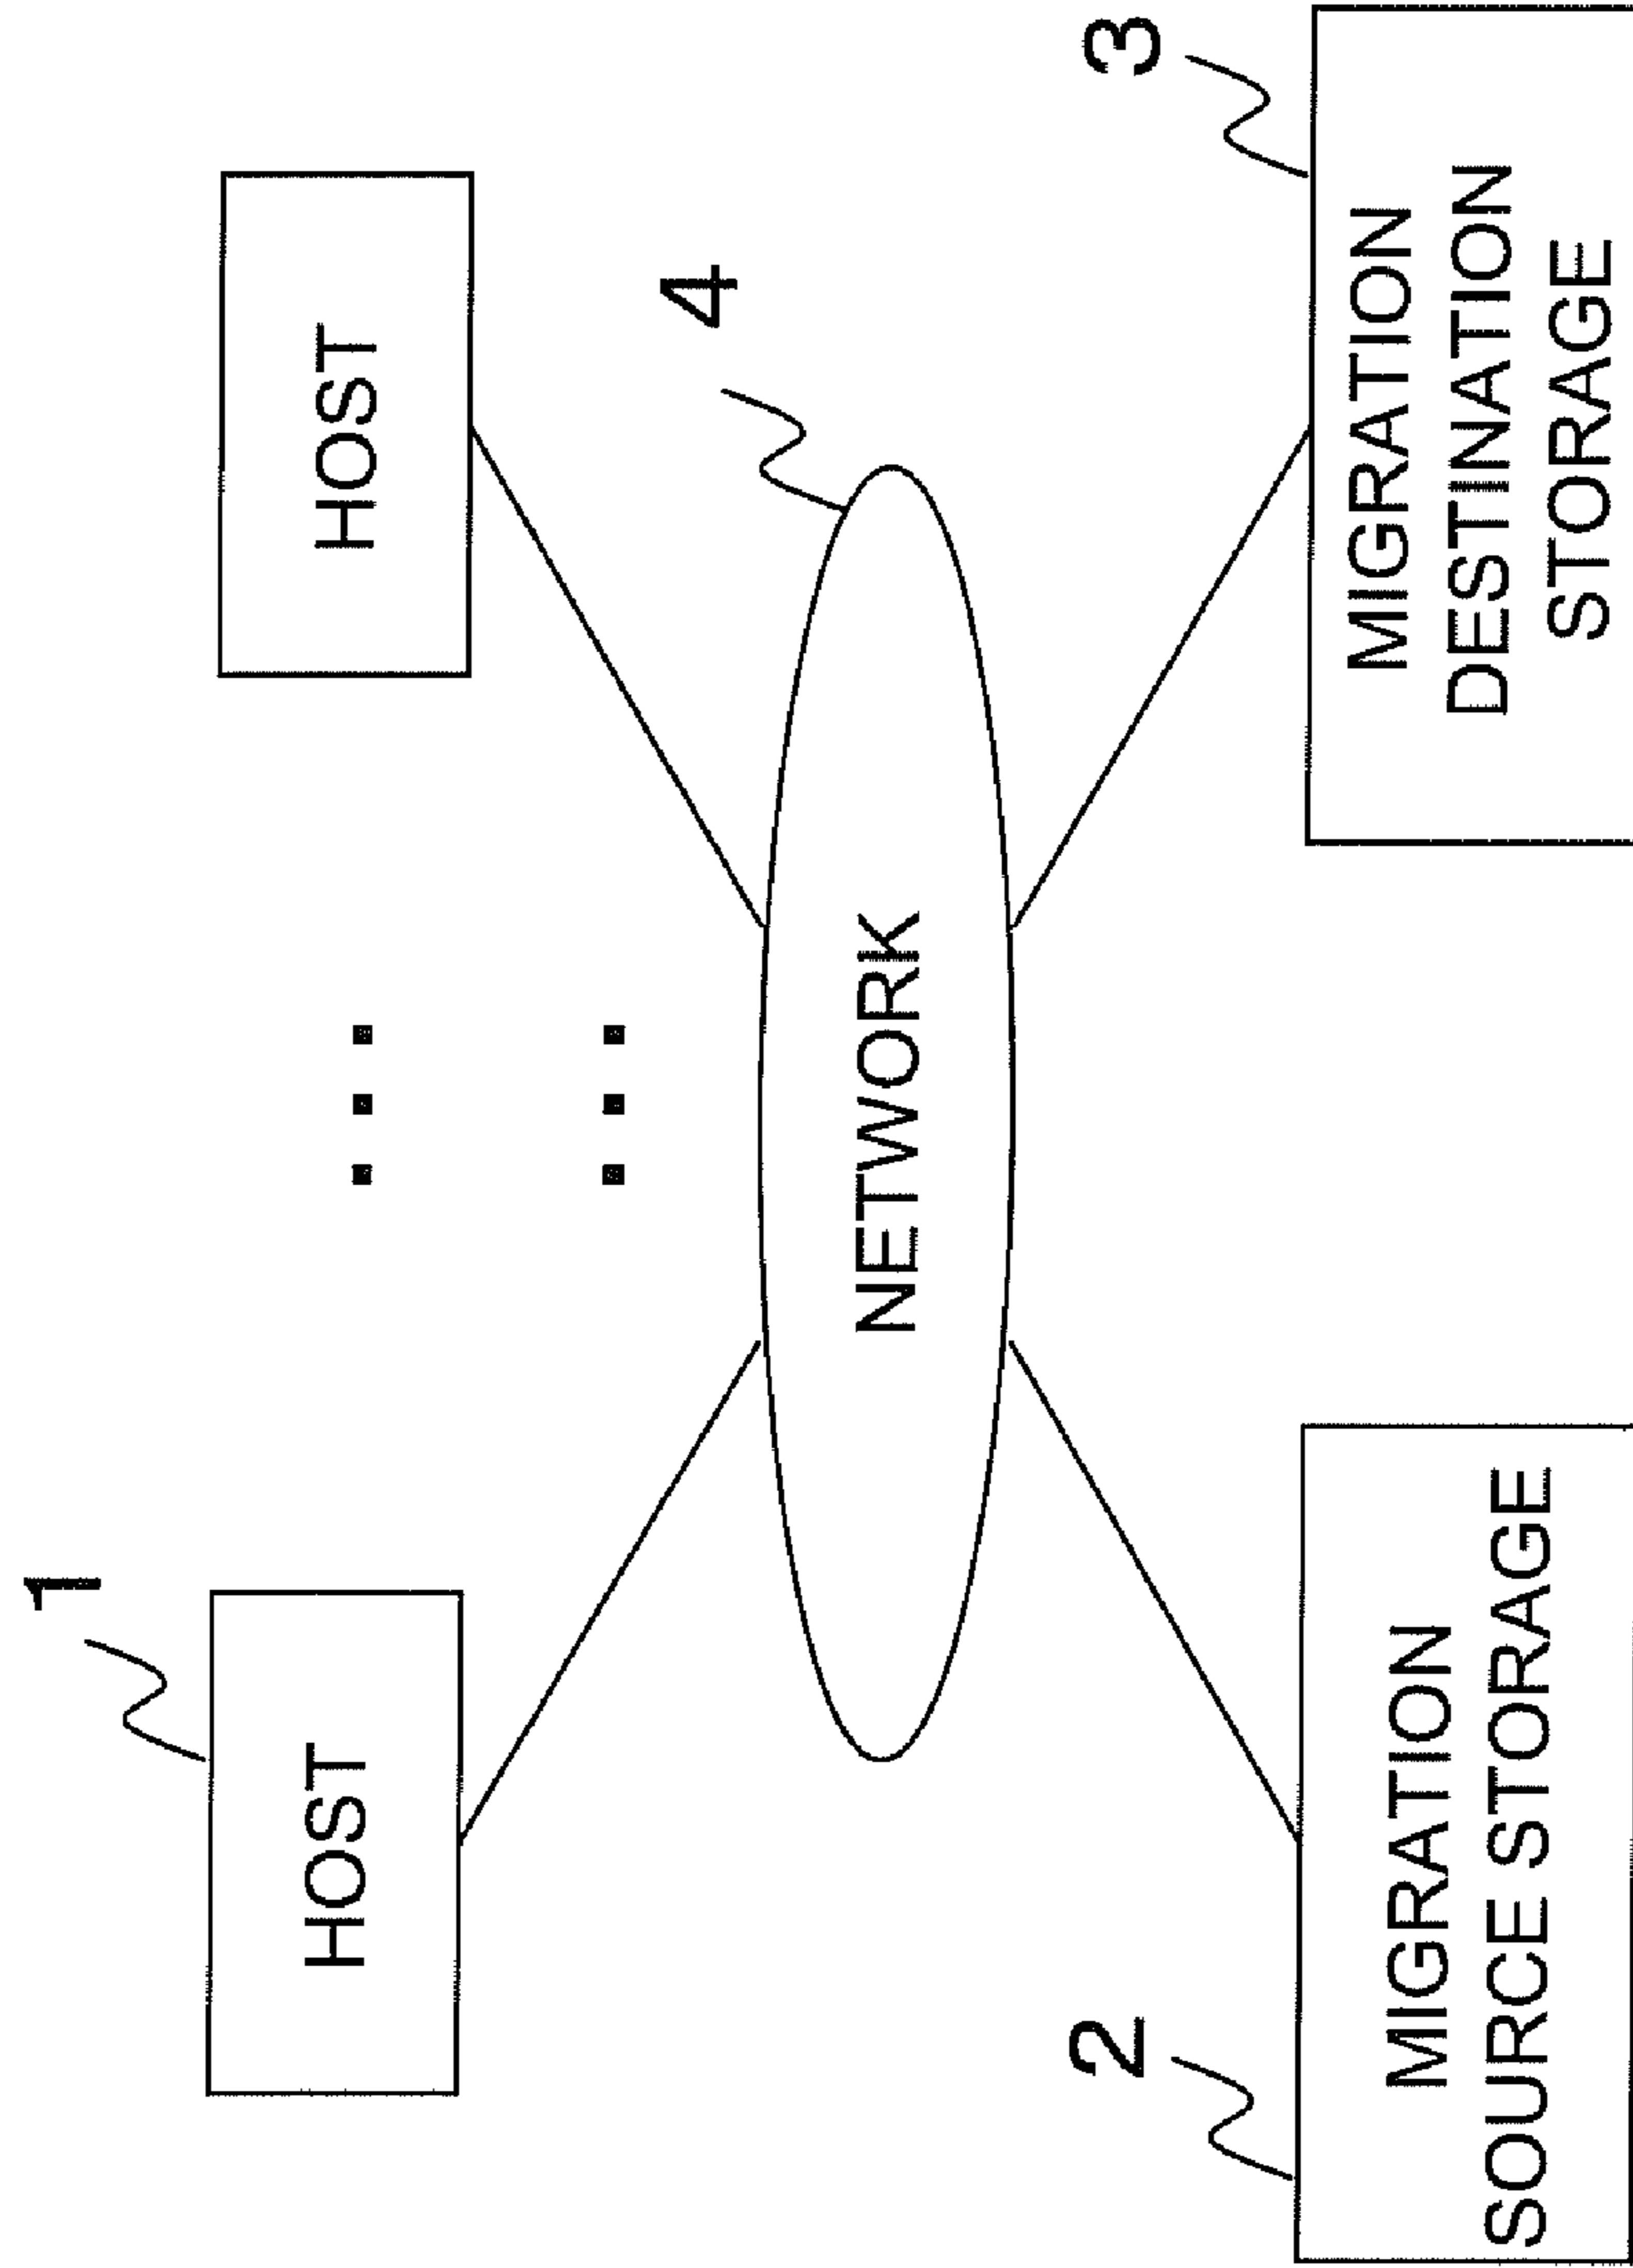 1
HOST
HOST
4
NETWORK
2
MIGRATION
SOURCE STORAGE
3
MIGRATION
DESTINATION
STORAGE